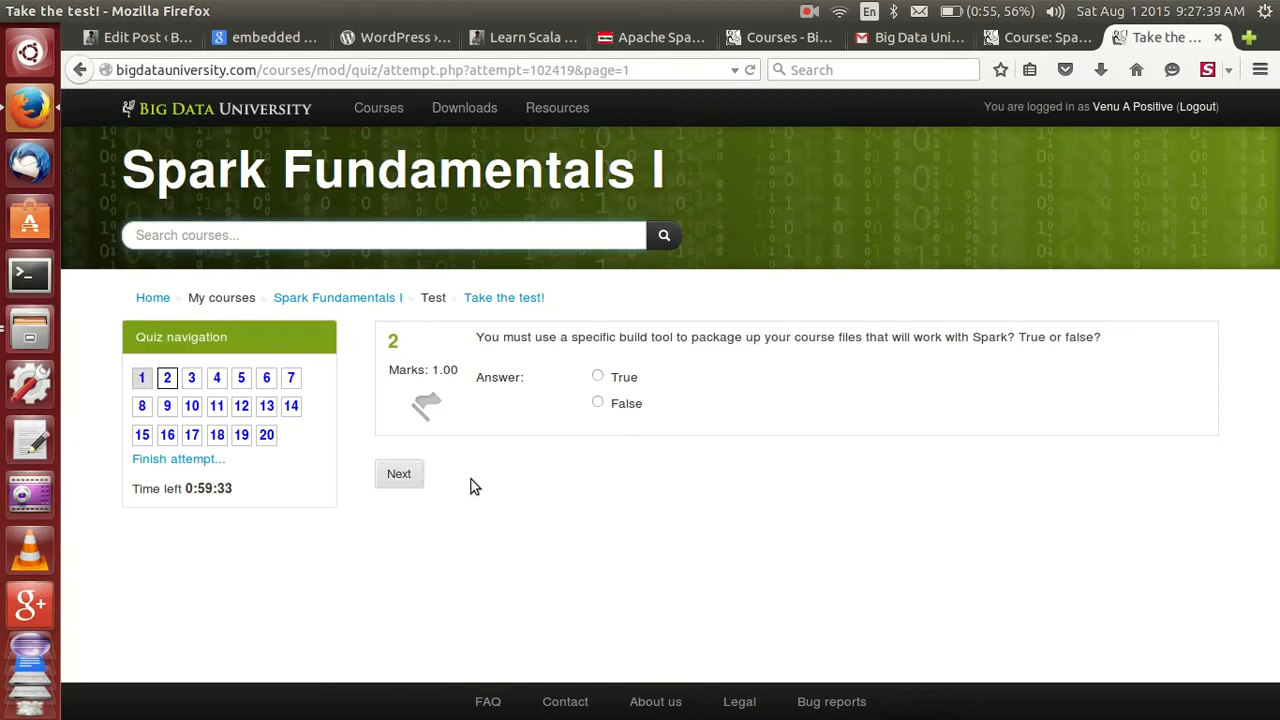 Take the test! - Mozilla Firefox
En
(0:55, 56%)
Sat Aug 1 2015 9:27:39 AM
Edit Post ‹ B...
embedded ...
WordPress ›...
Learn Scala ...
Apache Spa...
Courses - Bi...
Big Data Uni...
Course: Spa...
Take the ...
bigdatauniversity.com/courses/mod/quiz/attempt.php?attempt=102419&page=1
Search
S
BIG DATA UNIVERSITY
Courses
Downloads
Resources
You are logged in as Venu A Positive (Logout)
Spark Fundamentals I
Search courses...
Home
My courses
Spark Fundamentals I
Test
Take the test!
Quiz navigation
1 2 3 4 5 6 7
8 9 10 11 12 13 14
15 16 17 18 19 20
Finish attempt...
Time left 0:59:33
2
Marks: 1.00
You must use a specific build tool to package up your course files that will work with Spark? True or false?
Answer:
True
False
Next
FAQ
Contact
About us
Legal
Bug reports